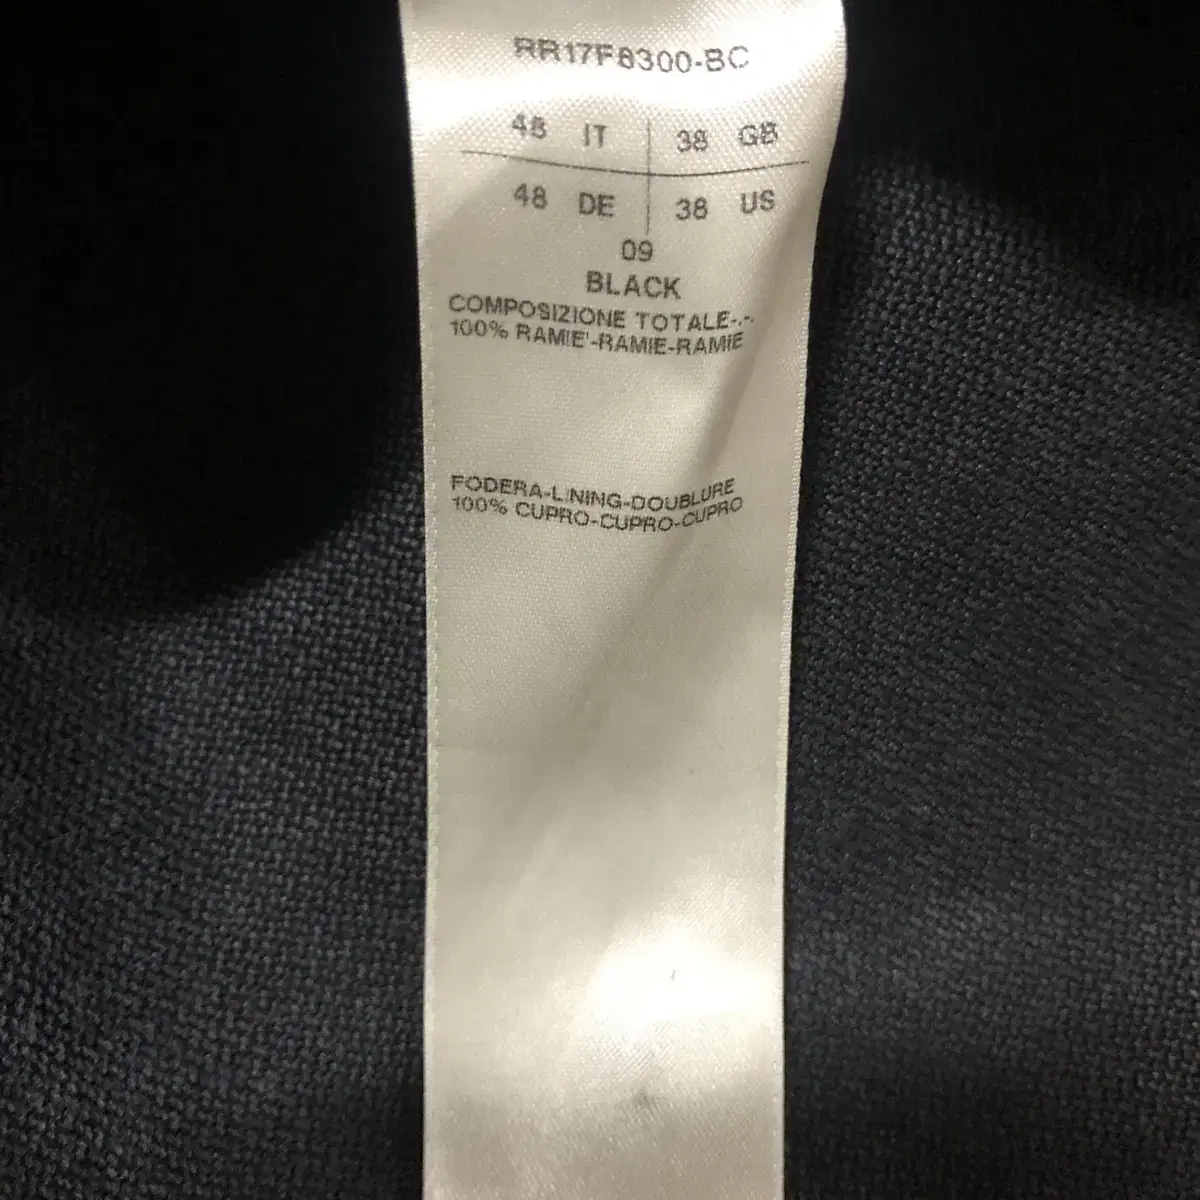 RR17F8300-BC
48 IT 38 GB
48 DE 38 US
09
BLACK
COMPOSIZIONE TOTALE-.-.
100% RAMIE'-RAMIE-RAMIE
FODERA-LINING-DOUBLURE
100% CUPRO-CUPRO-CUPRO